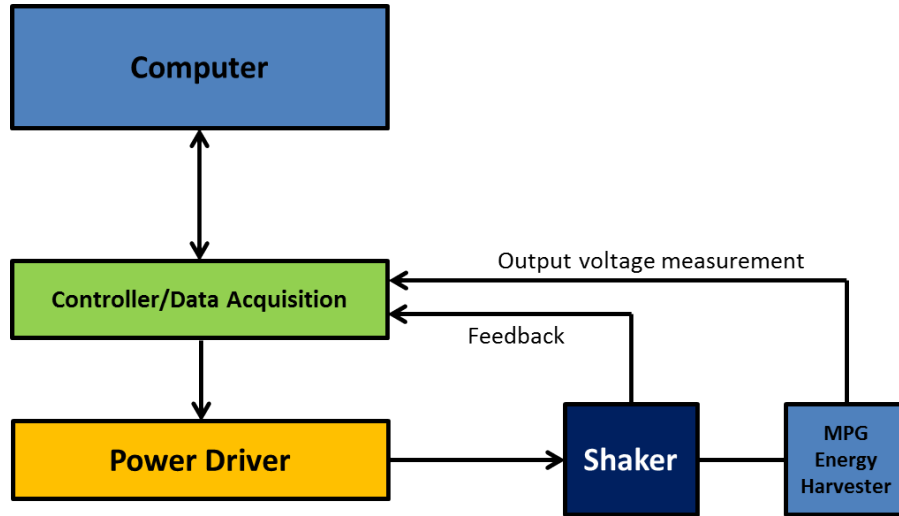 Computer
Output voltage measurement
Controller/Data Acquisition
Feedback
Power Driver
Shaker
MPG
Energy
Harvester